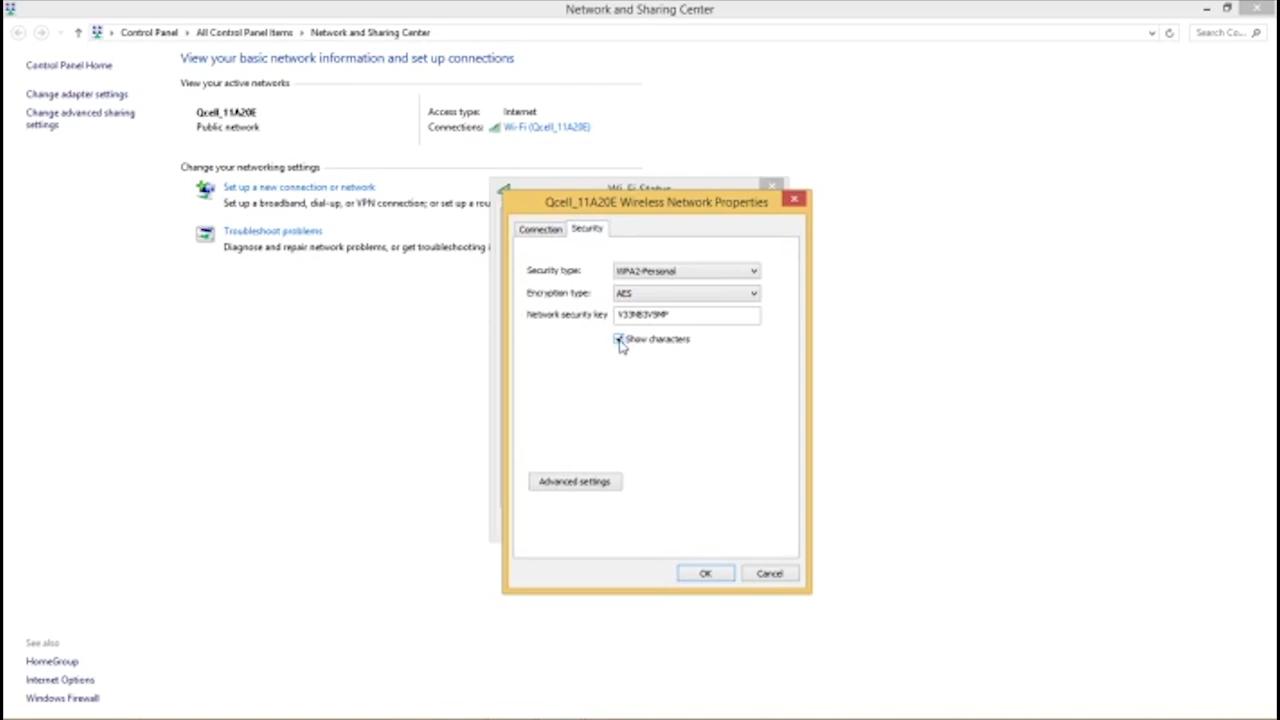 Network and Sharing Center
Control Panel › All Control Panel Items › Network and Sharing Center
Search Co...
Control Panel Home
Change adapter settings
Change advanced sharing
settings
View your basic network information and set up connections
View your active networks
Qcell_11A20E
Public network
Access type: Internet
Connections: Wi-Fi (Qcell_11A20E)
Change your networking settings
Set up a new connection or network
Set up a broadband, dial-up, or VPN connection; or set up a rou
Troubleshoot problems
Diagnose and repair network problems, or get troubleshooting i
Wi-Fi Status
Qcell_11A20E Wireless Network Properties
Connection Security
Security type: WPA2-Personal
Encryption type: AES
Network security key
Show characters
Advanced settings
OK Cancel
See also
HomeGroup
Internet Options
Windows Firewall